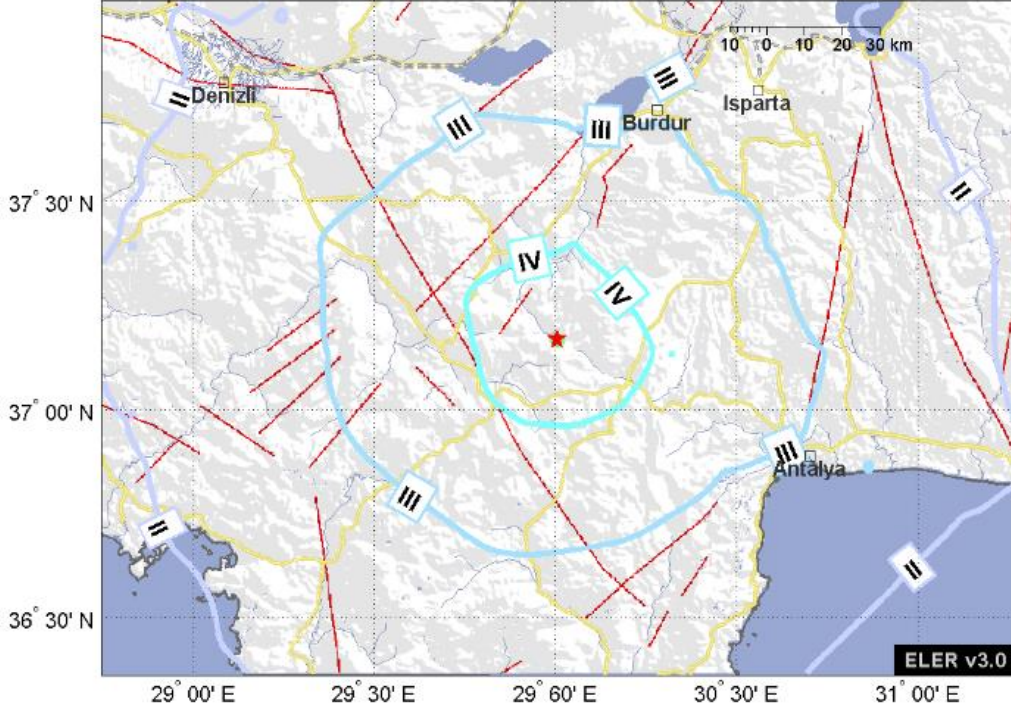 10 0 10 20 30 km
II
Denizli
III
III
III
Burdur
Isparta
37° 30' N
II
IV
IV
37° 00' N
III
Antalya
III
II
II
36° 30' N
ELER v3.0
29° 00' E 29° 30' E 29° 60' E 30° 30' E 31° 00' E